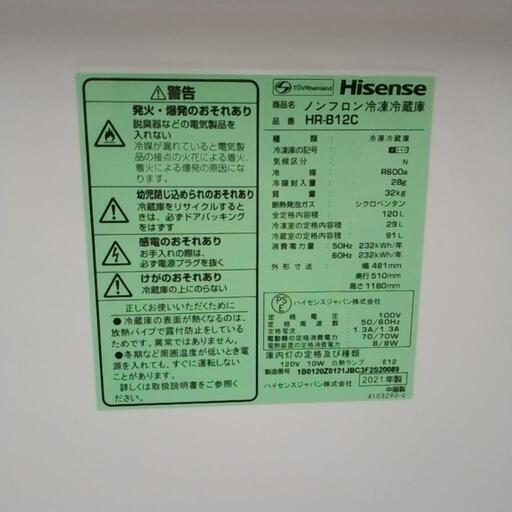 ⚠警告
発火・爆発のおそれあり
脱臭器などの電気製品を
入れない
冷媒が漏れていると電気製
品の接点の火花による着火、
着火爆発の原因になります。
幼児閉じ込められのおそれあり
冷蔵庫をリサイクルするとき
は、必ずドアパッキング
をはずす
感電のおそれあり
お手入れの際は、
必ず電源プラグを抜く
けがのおそれあり
冷蔵庫の上にのらない
正しくお使いいただくために
●冷蔵庫の表面が熱くなるのは、
放熱パイプで露付防止をしている
ためです。異常ではありません。
●冬期など周囲温度が低いとき電
源を入れても、すぐに運転しない
ことがあります。
詳しくは取扱説明書をご覧ください。
TÜVRheinland
Hisense
商品名 ノンフロン冷凍冷蔵庫
品番 HR-B12C
種類 冷凍冷蔵庫
冷凍庫の記号
気候区分 N
冷媒 R600a
冷媒封入量 28g
質量 32kg
断熱発泡ガス シクロペンタン
全定格内容積 120L
冷凍室の定格内容積 29L
冷蔵室の定格内容積 91L
消費電力量 50Hz 232kWh/年
60Hz 232kWh/年
外形寸法 幅 481mm
奥行 510mm
高さ 1180mm
PSE
ハイセンスジャパン株式会社
定格電圧: 100V
定格周波数: 50/60Hz
定格電流: 1.3A/1.3A
電動機の定格消費電力: 70/70W
電熱装置の定格消費電力: 8/8W
庫内灯の定格及び種類
120V 10W 白熱ランプ E12
製造番号 1B0120Z0121JBC3F2S20089
ハイセンスジャパン株式会社
2021年製
中国製
4103290-C